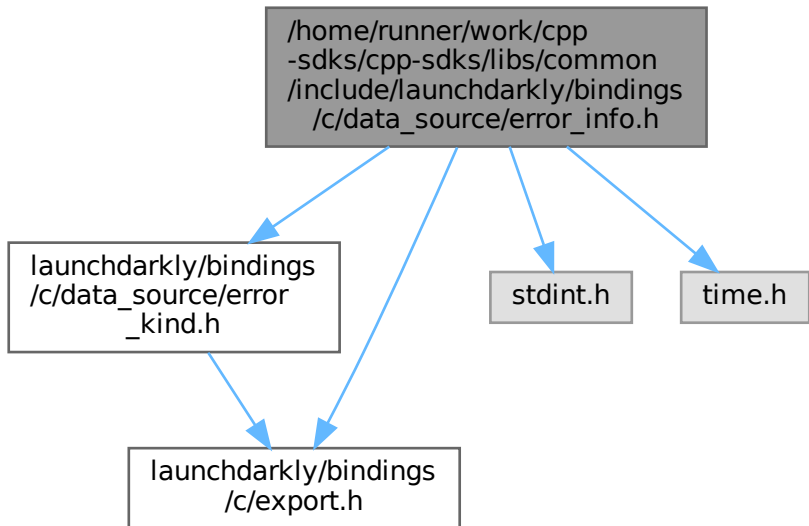 /home/runner/work/cpp
-sdks/cpp-sdks/libs/common
/include/launchdarkly/bindings
/c/data_source/error_info.h
launchdarkly/bindings
/c/data_source/error
_kind.h
stdint.h
time.h
launchdarkly/bindings
/c/export.h